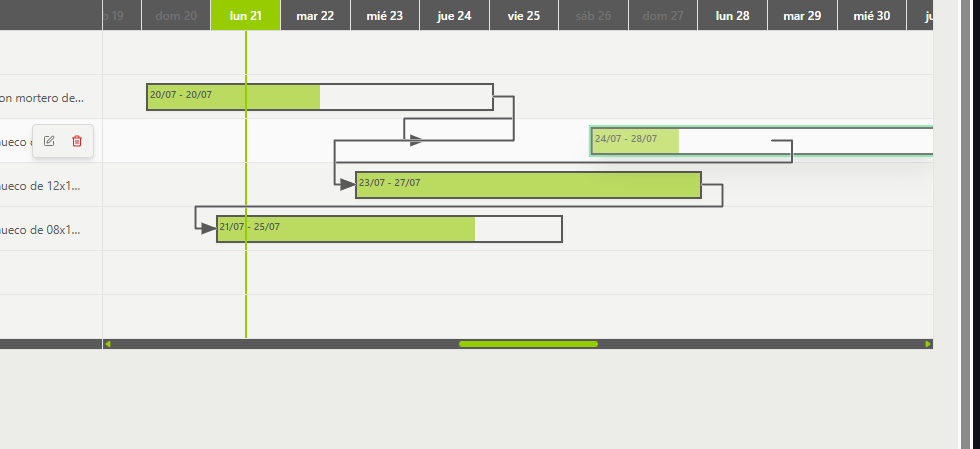 19 dom 20 lun 21 mar 22 mié 23 jue 24 vie 25 sáb 26 dom 27 lun 28 mar 29 mié 30
on mortero de... 20/07 - 20/07
ueco 24/07 - 28/07
ueco de 12x1... 23/07 - 27/07
ueco de 08x1... 21/07 - 25/07